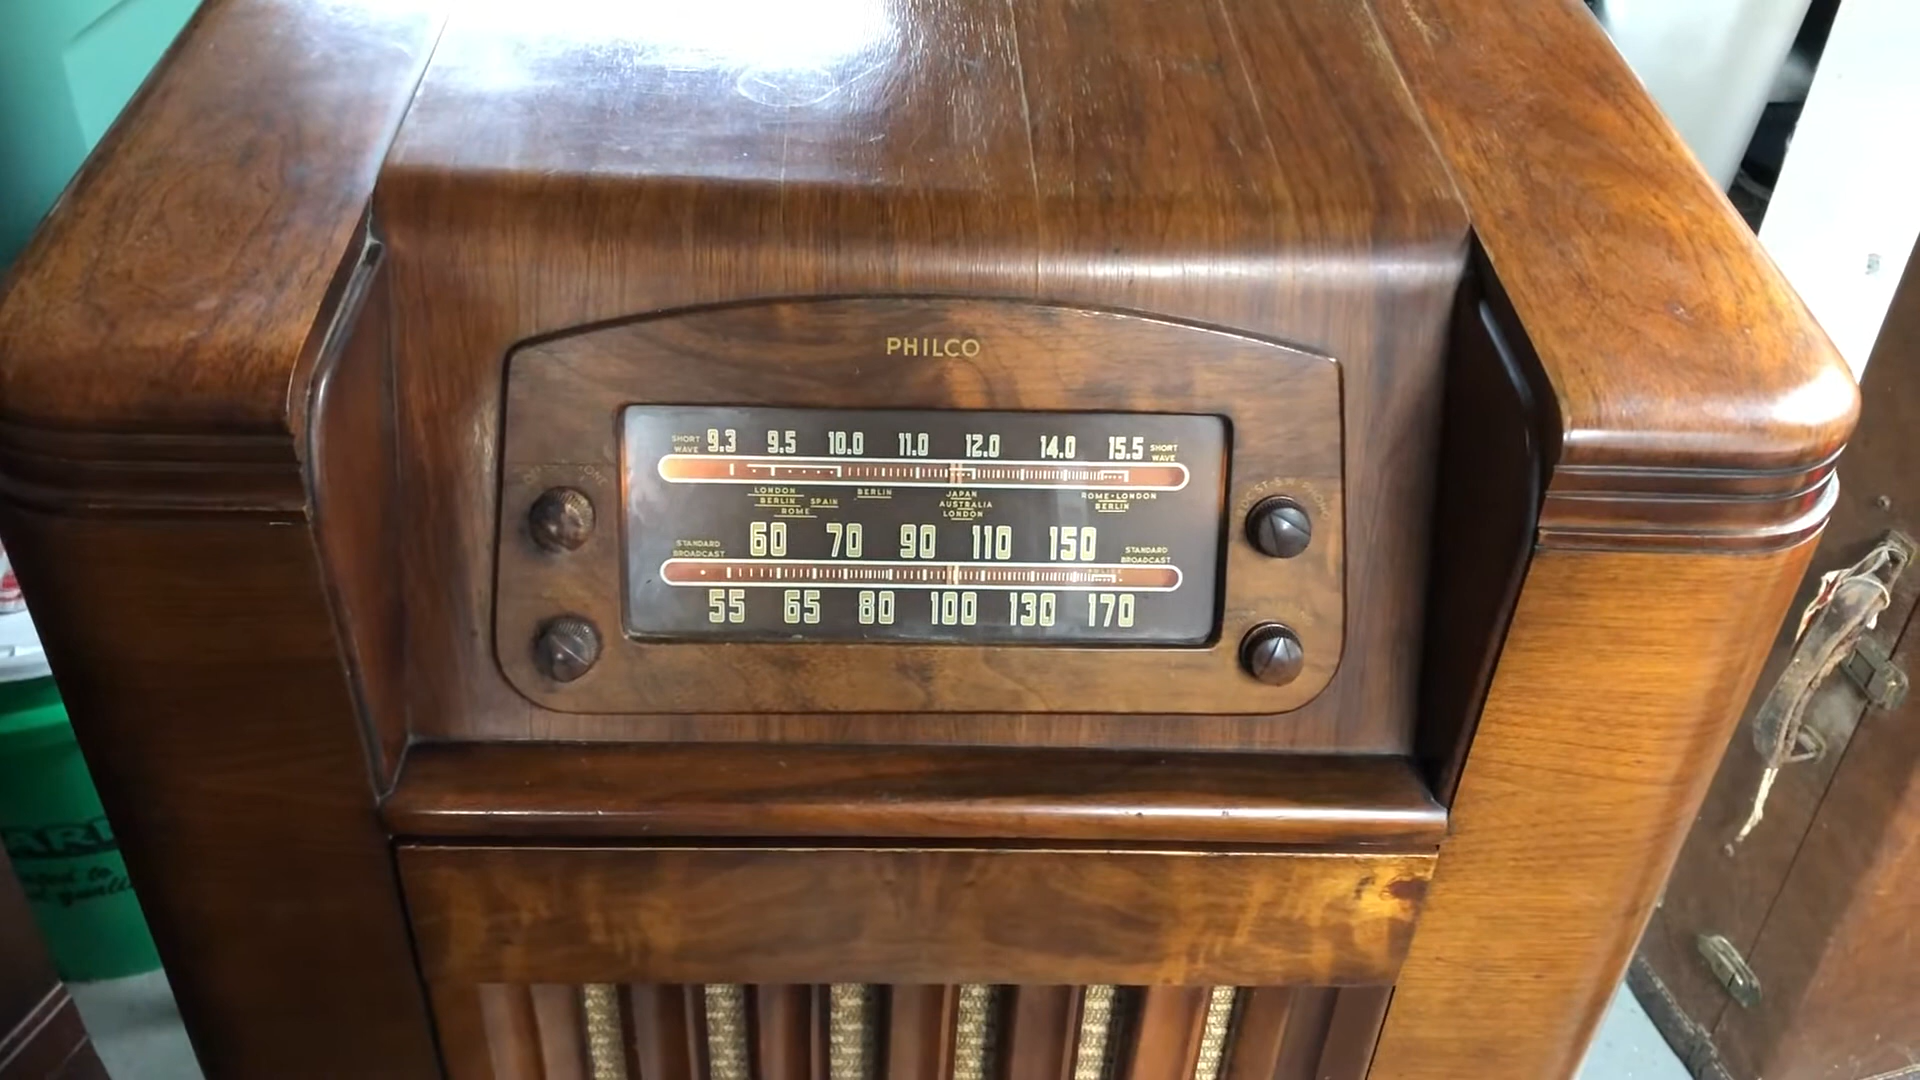 PHILCO
SHORT WAVE 9.3 9.5 10.0 11.0 12.0 14.0 15.5 SHORT WAVE
LONDON BERLIN JAPAN ROME-LONDON
BERLIN SPAIN AUSTRALIA BERLIN
ROME LONDON
60 70 90 110 150
STANDARD BROADCAST STANDARD BROADCAST
POLICE
55 65 80 100 130 170